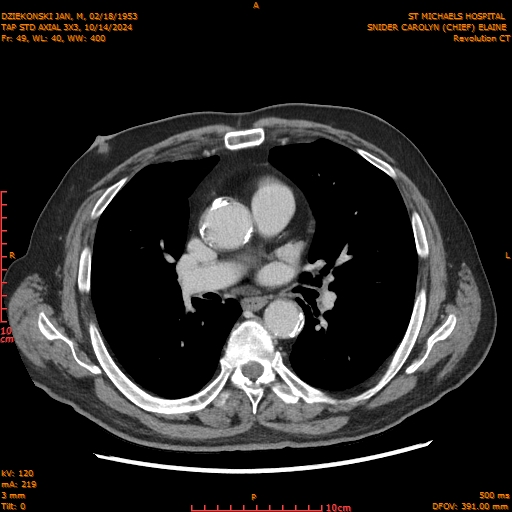 A
DZIEKONSKI JAN, M, 02/18/1953
TAP STD AXIAL 3X3, 10/14/2024
Fr: 49, WL: 40, WW: 400
ST MICHAELS HOSPITAL
SNIDER CAROLYN (CHIEF) ELAINE
Revolution CT
R
L
10
cm
kV: 120
mA: 219
3 mm
Tilt: 0
P
10cm
500 ms
DFOV: 391.00 mm